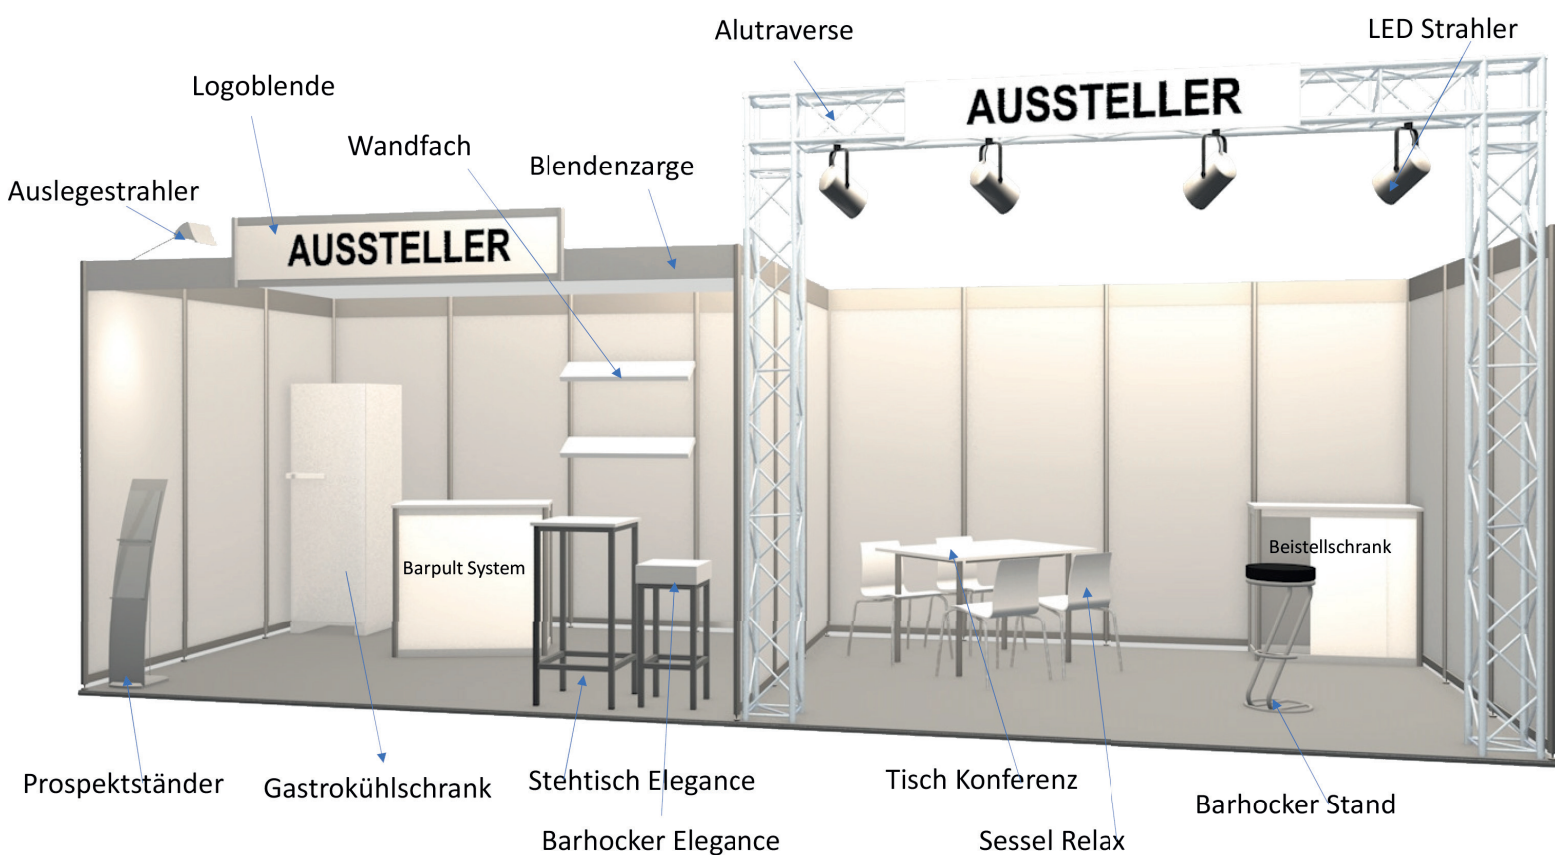 Alutraverse
LED Strahler
Logoblende
AUSSTELLER
Wandfach
Blendenzarge
Auslegestrahler
AUSSTELLER
Barpult System
Beistellschrank
Prospektständer
Gastrokühlschrank
Stehtisch Elegance
Tisch Konferenz
Barhocker Stand
Barhocker Elegance
Sessel Relax